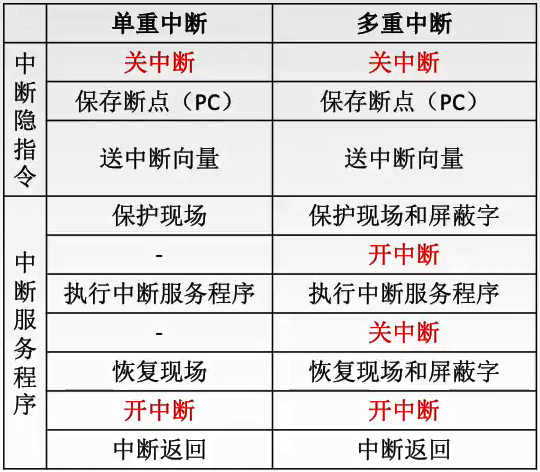 单重中断 多重中断
中断隐指令
关中断 关中断
保存断点（PC） 保存断点（PC）
送中断向量 送中断向量
中断服务程序
保护现场 保护现场和屏蔽字
- 开中断
执行中断服务程序 执行中断服务程序
- 关中断
恢复现场 恢复现场和屏蔽字
开中断 开中断
中断返回 中断返回